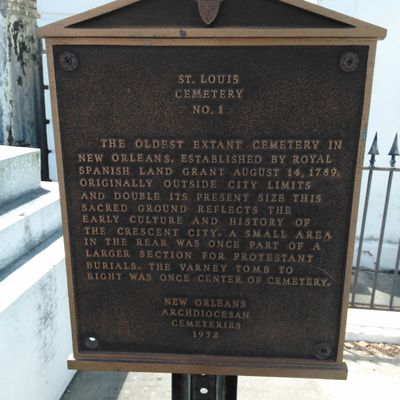 ST. LOUIS
CEMETERY
NO. 1
THE OLDEST EXTANT CEMETERY IN
NEW ORLEANS. ESTABLISHED BY ROYAL
SPANISH LAND GRANT AUGUST 14, 1789.
ORIGINALLY OUTSIDE CITY LIMITS
AND DOUBLE ITS PRESENT SIZE THIS
SACRED GROUND REFLECTS THE
EARLY CULTURE AND HISTORY OF
THE CRESCENT CITY. A SMALL AREA
IN THE REAR WAS ONCE PART OF A
LARGER SECTION FOR PROTESTANT
BURIALS. THE VARNEY TOMB TO
RIGHT WAS ONCE CENTER OF CEMETERY.
NEW ORLEANS
ARCHDIOCESAN
CEMETERIES
1972